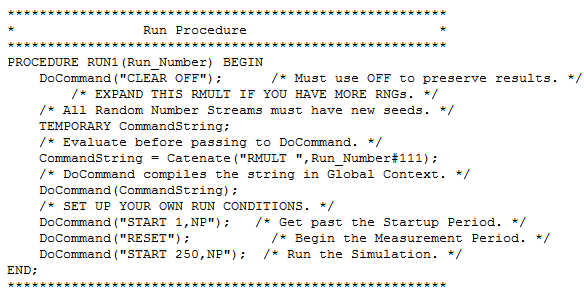 *******************************************************
*                Run Procedure                        *
*******************************************************
PROCEDURE RUN1(Run_Number) BEGIN
    DoCommand("CLEAR OFF");      /* Must use OFF to preserve results. */
        /* EXPAND THIS RMULT IF YOU HAVE MORE RNGs. */
    /* All Random Number Streams must have new seeds. */
    TEMPORARY CommandString;
    /* Evaluate before passing to DoCommand. */
    CommandString = Catenate("RMULT ",Run_Number#111);
    /* DoCommand compiles the string in Global Context. */
    DoCommand(CommandString);
    /* SET UP YOUR OWN RUN CONDITIONS. */
    DoCommand("START 1,NP");   /* Get past the Startup Period. */
    DoCommand("RESET");          /* Begin the Measurement Period. */
    DoCommand("START 250,NP");  /* Run the Simulation. */
END;
*******************************************************